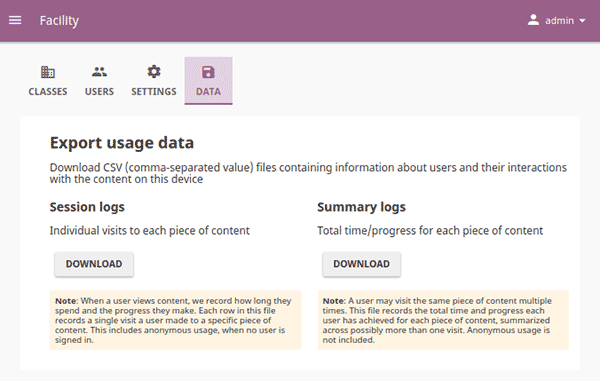 Facility
admin
CLASSES USERS SETTINGS DATA
Export usage data
Download CSV (comma-separated value) files containing information about users and their interactions
with the content on this device
Session logs
Individual visits to each piece of content
DOWNLOAD
Note: When a user views content, we record how long they
spend and the progress they make. Each row in this file
records a single visit a user made to a specific piece of
content. This includes anonymous usage, when no user is
signed in.
Summary logs
Total time/progress for each piece of content
DOWNLOAD
Note: A user may visit the same piece of content multiple
times. This file records the total time and progress each
user has achieved for each piece of content, summarized
across possibly more than one visit. Anonymous usage is
not included.